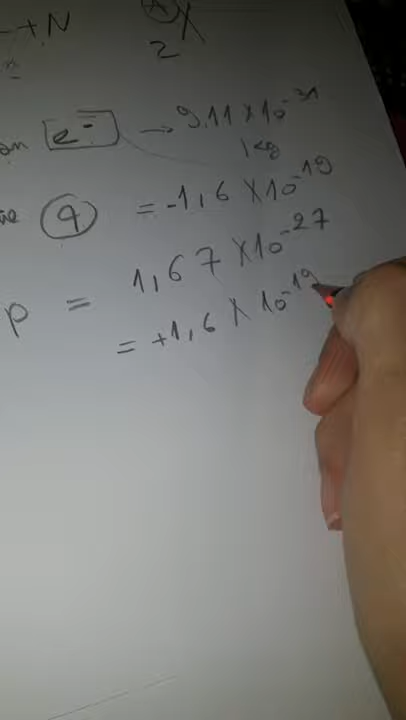 +N
X
2
e⁻ → 9.11 × 10⁻³¹
kg
q = -1,6 × 10⁻¹⁹
p = 1,67 × 10⁻²⁷
= +1,6 × 10⁻¹⁹